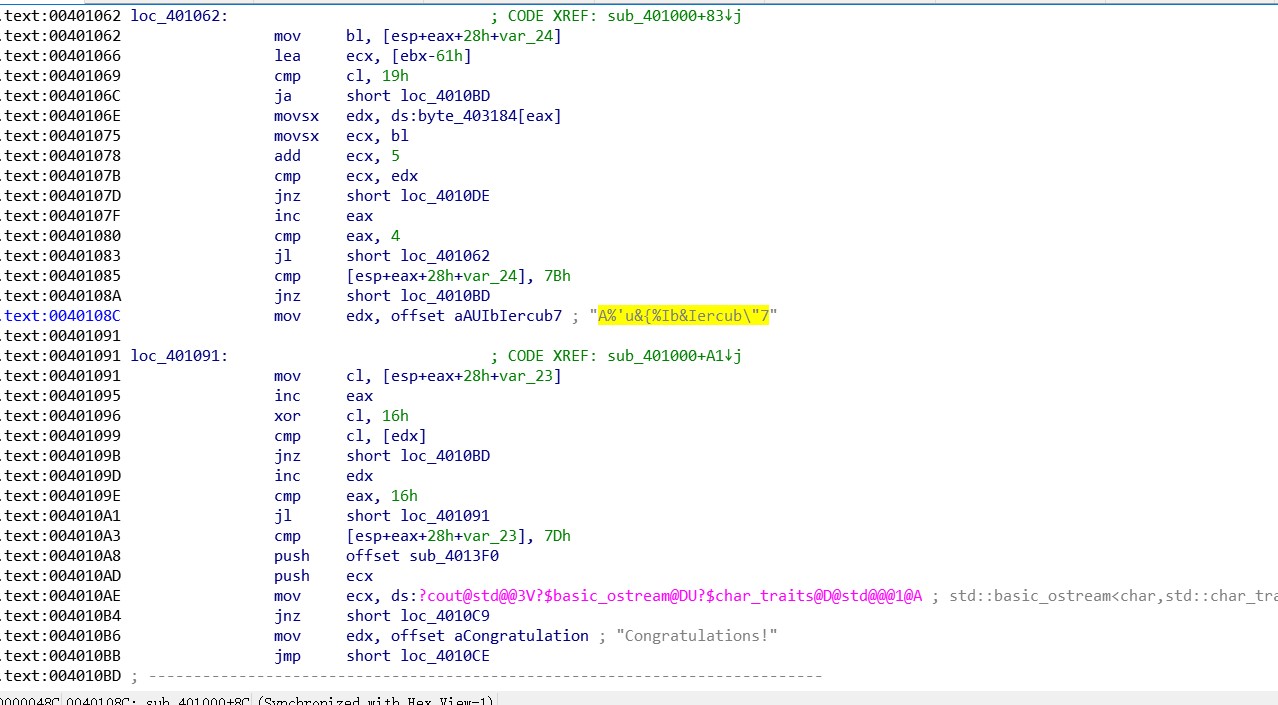 .text:00401062 loc_401062:                             ; CODE XREF: sub_401000+83↓j
.text:00401062                 mov     bl, [esp+eax+28h+var_24]
.text:00401066                 lea     ecx, [ebx-61h]
.text:00401069                 cmp     cl, 19h
.text:0040106C                 ja      short loc_4010BD
.text:0040106E                 movsx   edx, ds:byte_403184[eax]
.text:00401075                 movsx   ecx, bl
.text:00401078                 add     ecx, 5
.text:0040107B                 cmp     ecx, edx
.text:0040107D                 jnz     short loc_4010DE
.text:0040107F                 inc     eax
.text:00401080                 cmp     eax, 4
.text:00401083                 jl      short loc_401062
.text:00401085                 cmp     [esp+eax+28h+var_24], 7Bh
.text:0040108A                 jnz     short loc_4010BD
.text:0040108C                 mov     edx, offset aAUIbIercub7 ; "A%'u&{%Ib&Iercub\"7"
.text:00401091
.text:00401091 loc_401091:                             ; CODE XREF: sub_401000+A1↓j
.text:00401091                 mov     cl, [esp+eax+28h+var_23]
.text:00401095                 inc     eax
.text:00401096                 xor     cl, 16h
.text:00401099                 cmp     cl, [edx]
.text:0040109B                 jnz     short loc_4010BD
.text:0040109D                 inc     edx
.text:0040109E                 cmp     eax, 16h
.text:004010A1                 jl      short loc_401091
.text:004010A3                 cmp     [esp+eax+28h+var_23], 7Dh
.text:004010A8                 push    offset sub_4013F0
.text:004010AD                 push    ecx
.text:004010AE                 mov     ecx, ds:?cout@std@@3V?$basic_ostream@DU?$char_traits@D@std@@@1@A ; std::basic_ostream<char,std::char_tra
.text:004010B4                 jnz     short loc_4010C9
.text:004010B6                 mov     edx, offset aCongratulation ; "Congratulations!"
.text:004010BB                 jmp     short loc_4010CE
.text:004010BD ; ---------------------------------------------------------------------------
0000048C 0040108C: sub_401000+8C (Synchronized with Hex View-1)